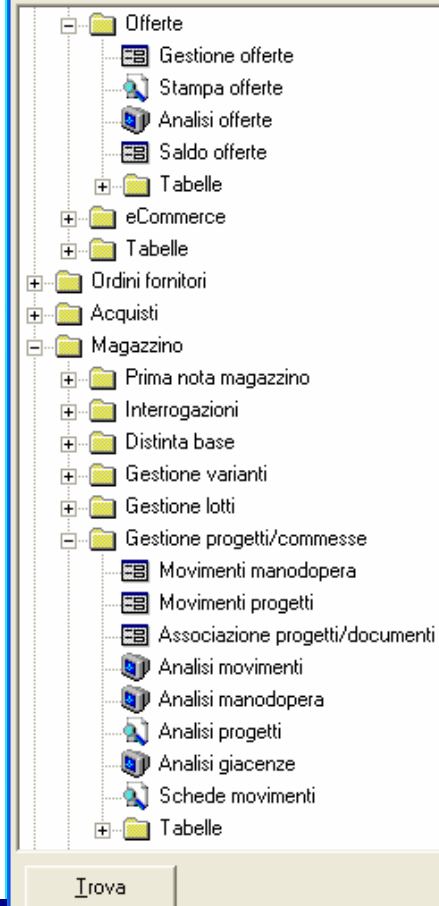 Offerte
Gestione offerte
Stampa offerte
Analisi offerte
Saldo offerte
Tabelle
eCommerce
Tabelle
Ordini fornitori
Acquisti
Magazzino
Prima nota magazzino
Interrogazioni
Distinta base
Gestione varianti
Gestione lotti
Gestione progetti/commesse
Movimenti manodopera
Movimenti progetti
Associazione progetti/documenti
Analisi movimenti
Analisi manodopera
Analisi progetti
Analisi giacenze
Schede movimenti
Tabelle
Trova